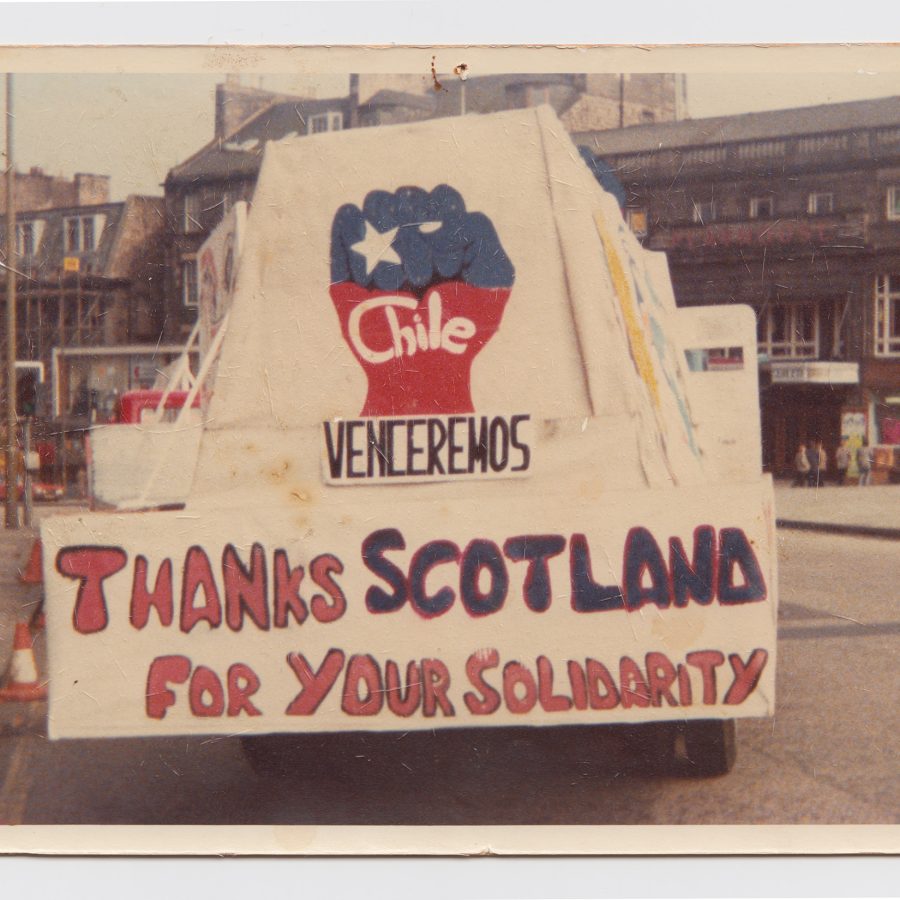 Chile
VENCEREMOS
THANKS SCOTLAND
FOR YOUR SOLIDARITY